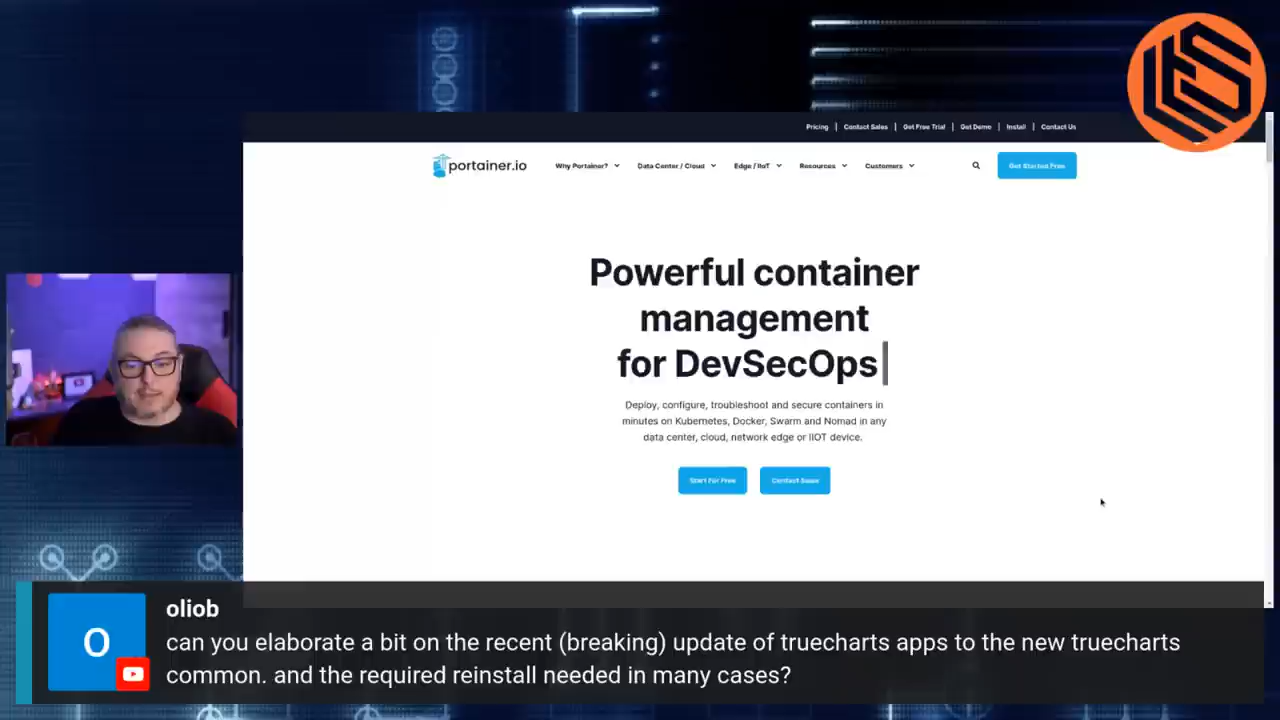 Pricing | Contact Sales | Get Free Trial | Get Demo | Install | Contact Us
portainer.io Why Portainer? Data Center / Cloud Edge / IIoT Resources Customers Get Started Free
Powerful container
management
for DevSecOps
Deploy, configure, troubleshoot and secure containers in
minutes on Kubernetes, Docker, Swarm and Nomad in any
data center, cloud, network edge or IIOT device.
Start For Free Contact Sales
O
oliob
can you elaborate a bit on the recent (breaking) update of truecharts apps to the new truecharts
common. and the required reinstall needed in many cases?